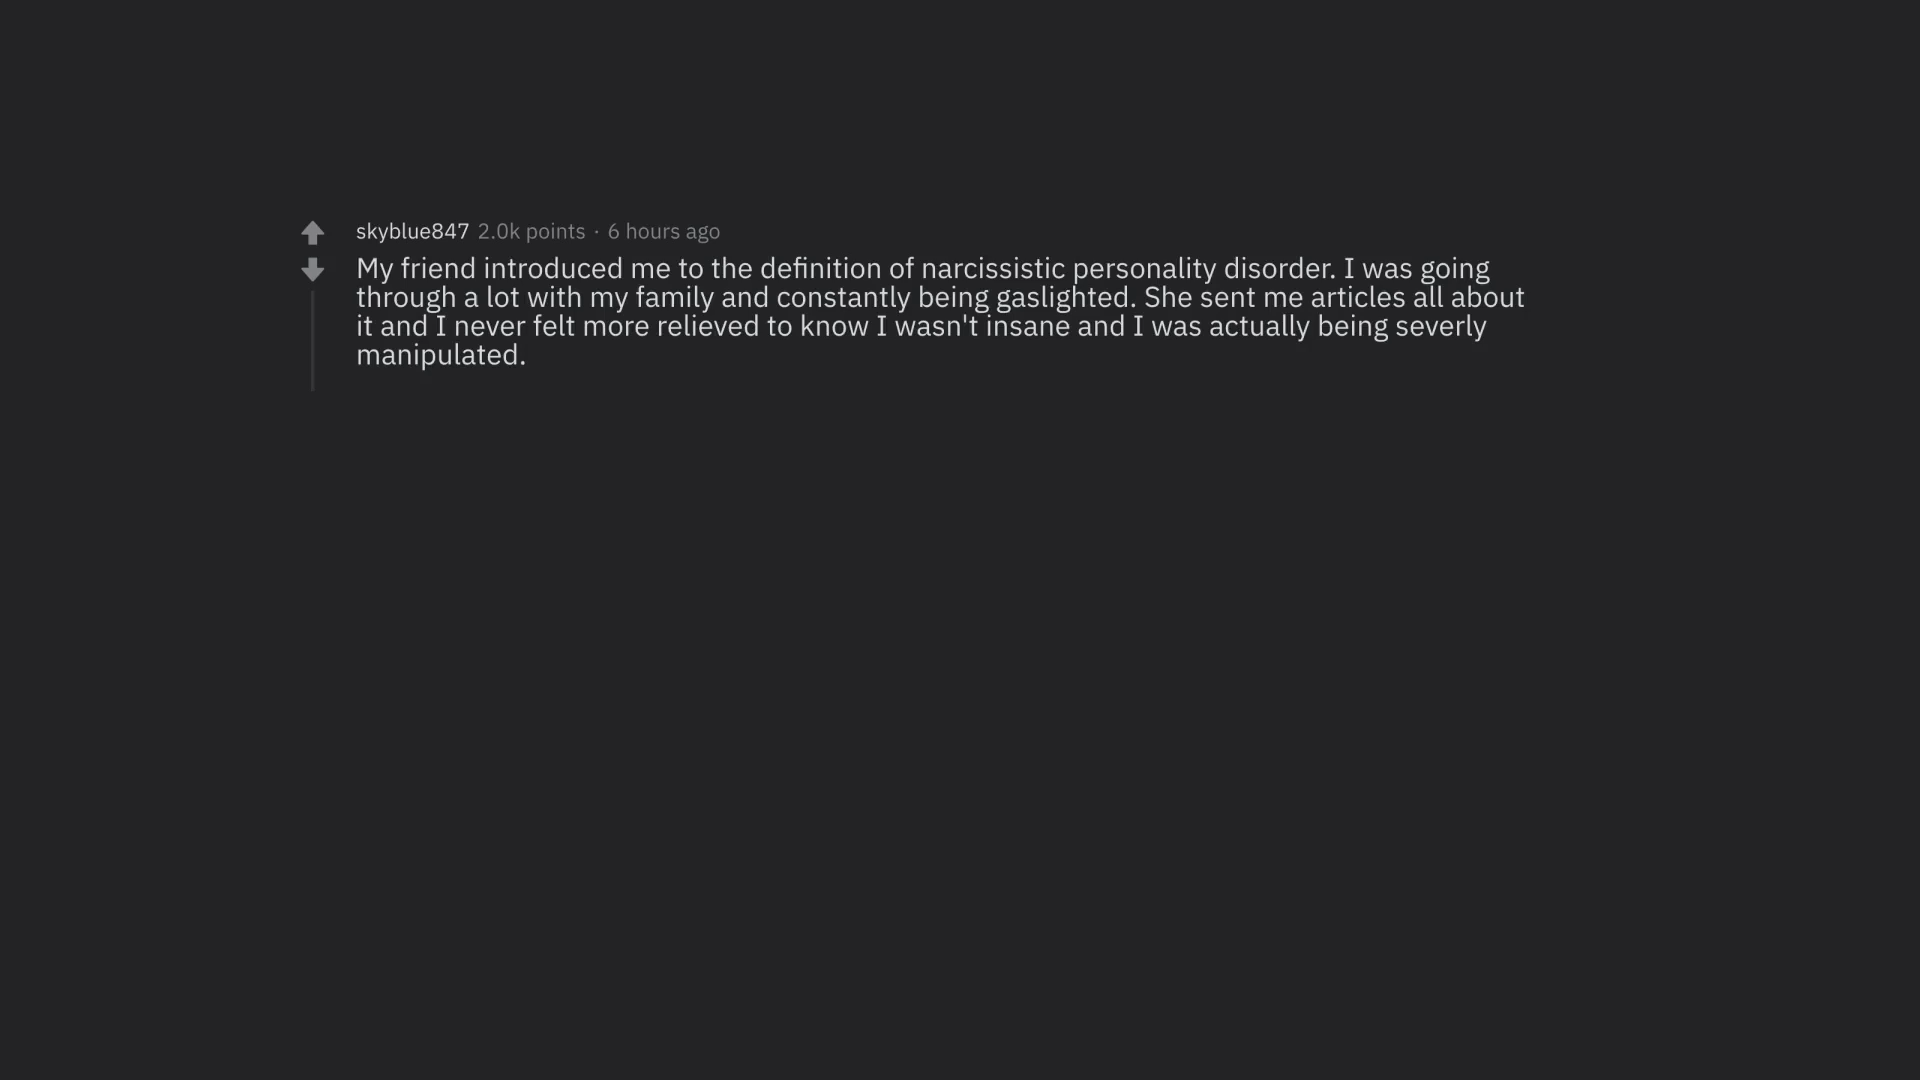 skyblue847 2.0k points · 6 hours ago
My friend introduced me to the definition of narcissistic personality disorder. I was going
through a lot with my family and constantly being gaslighted. She sent me articles all about
it and I never felt more relieved to know I wasn't insane and I was actually being severly
manipulated.